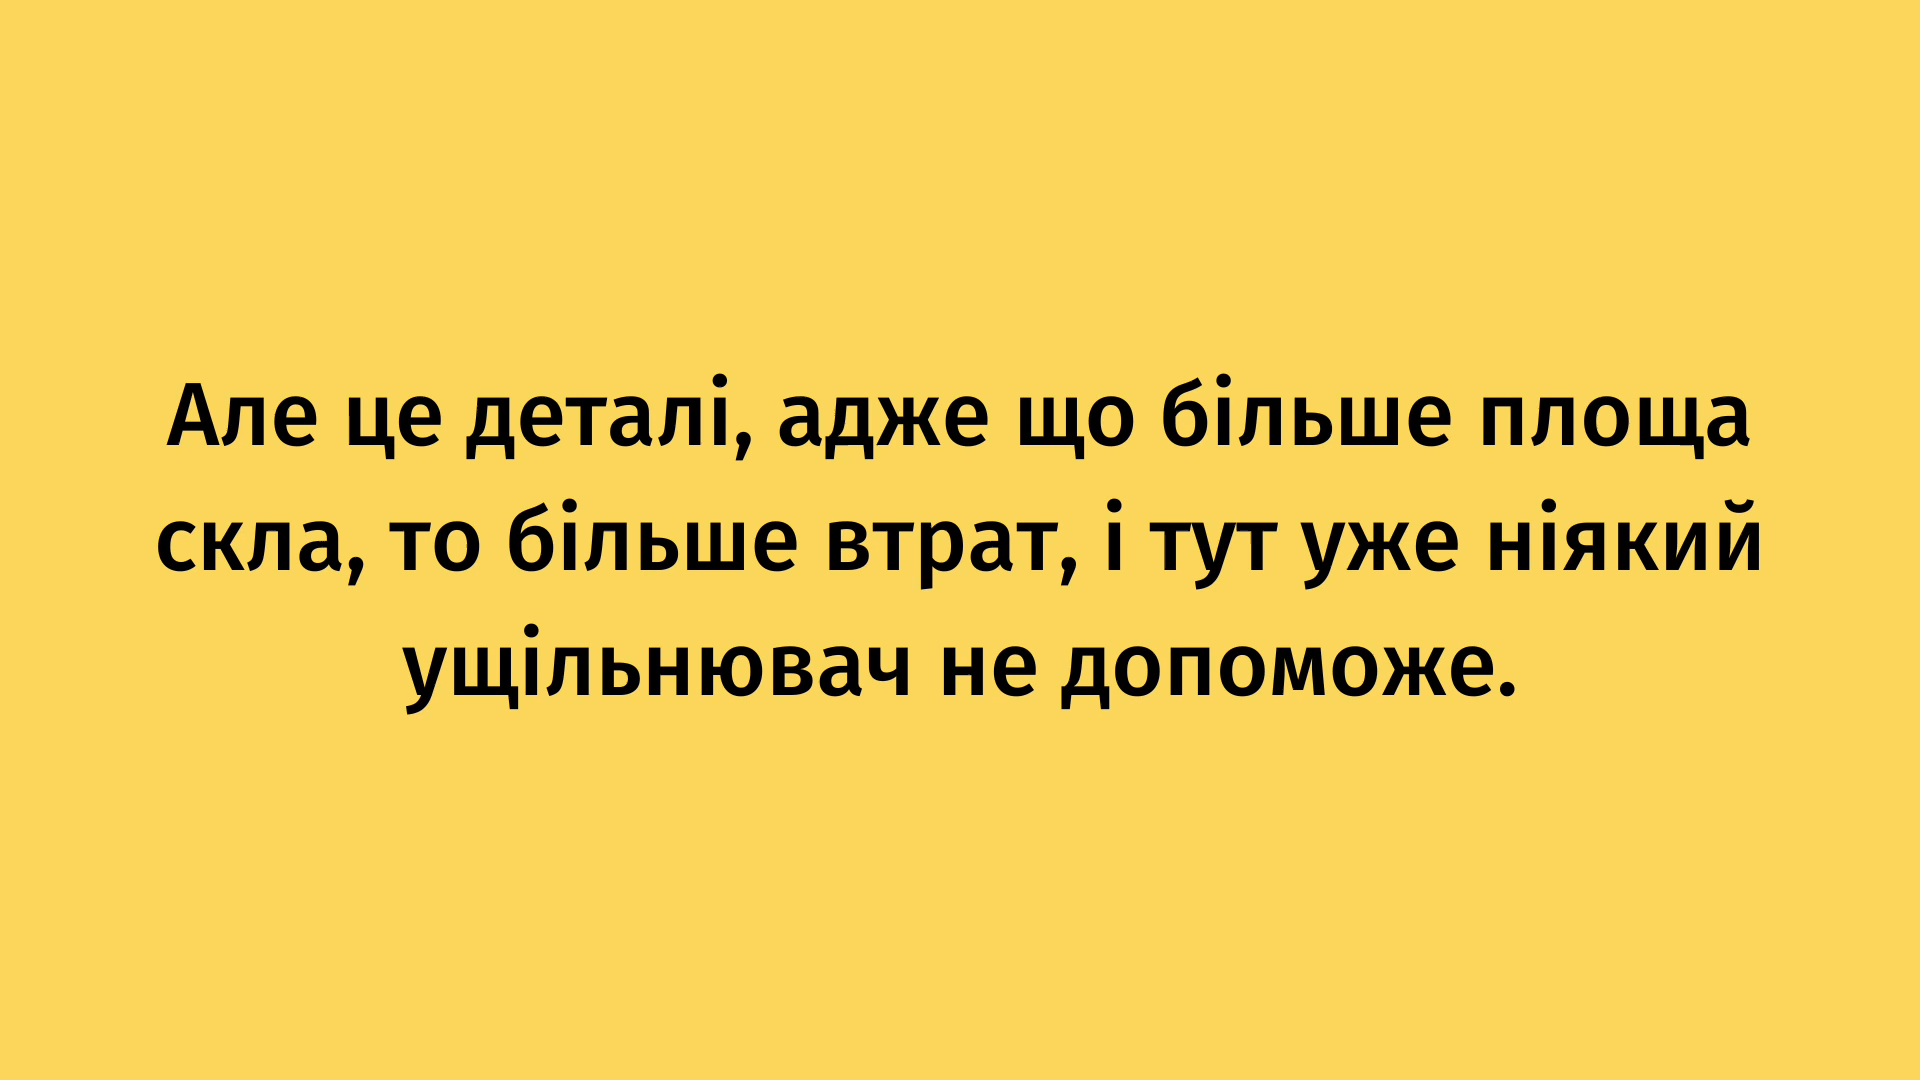 Але це деталі, адже що більше площа
скла, то більше втрат, і тут уже ніякий
ущільнювач не допоможе.